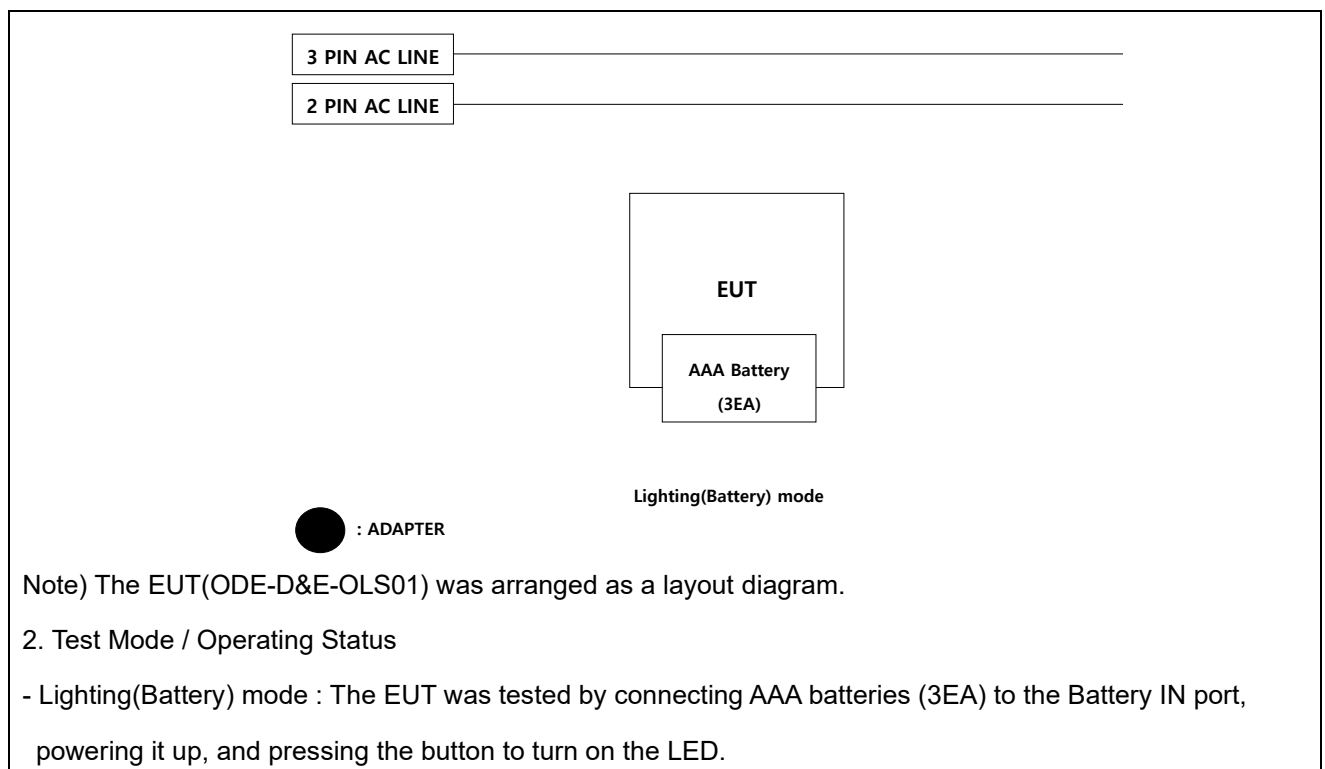 3 PIN AC LINE
2 PIN AC LINE
EUT
AAA Battery
(3EA)
Lighting(Battery) mode
: ADAPTER
Note) The EUT(ODE-D&E-OLS01) was arranged as a layout diagram.
2. Test Mode / Operating Status
- Lighting(Battery) mode : The EUT was tested by connecting AAA batteries (3EA) to the Battery IN port,
powering it up, and pressing the button to turn on the LED.